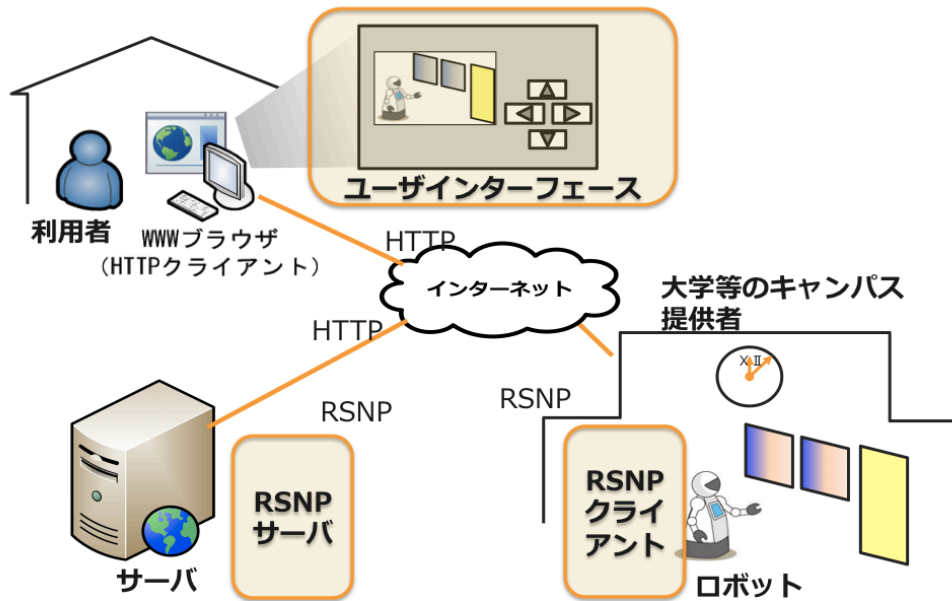 ユーザインターフェース
利用者
WWWブラウザ
(HTTPクライアント)
HTTP
インターネット
大学等のキャンパス
提供者
HTTP
X II
RSNP
RSNP
RSNP
サーバ
RSNP
クライ
アント
サーバ
ロボット